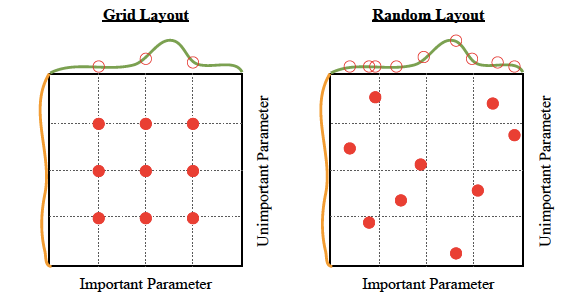 Grid Layout
Random Layout
Unimportant Parameter
Unimportant Parameter
Important Parameter
Important Parameter